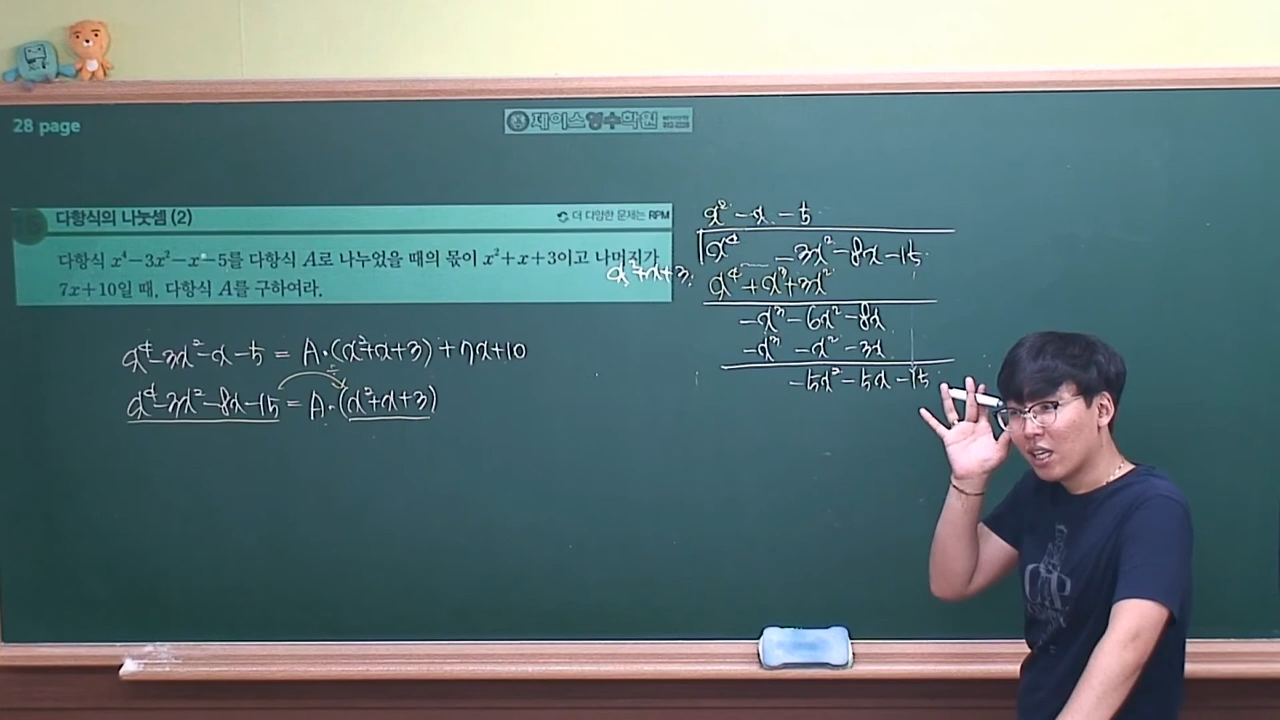 28 page
제이스영수학원
다항식의 나눗셈 (2)
더 다양한 문제는 RPM
다항식 x⁴−3x²−x−5를 다항식 A로 나누었을 때의 몫이 x²+x+3이고 나머지가
7x+10일 때, 다항식 A를 구하여라.
x⁴−3x²−x−5 = A·(x²+x+3)+7x+10
x⁴−3x²−8x−15 = A·(x²+x+3)
x²−x−5
x²+x+3
x⁴ −3x²−8x−15
x⁴+x³+3x²
−x³−6x²−8x
−x³−x²−3x
−5x²−5x−15